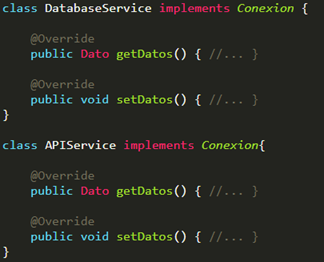 class DatabaseService implements Conexion {
@Override
public Dato getDatos() { //... }
@Override
public void setDatos() { //... }
}
class APIService implements Conexion{
@Override
public Dato getDatos() { //... }
@Override
public void setDatos() { //... }
}